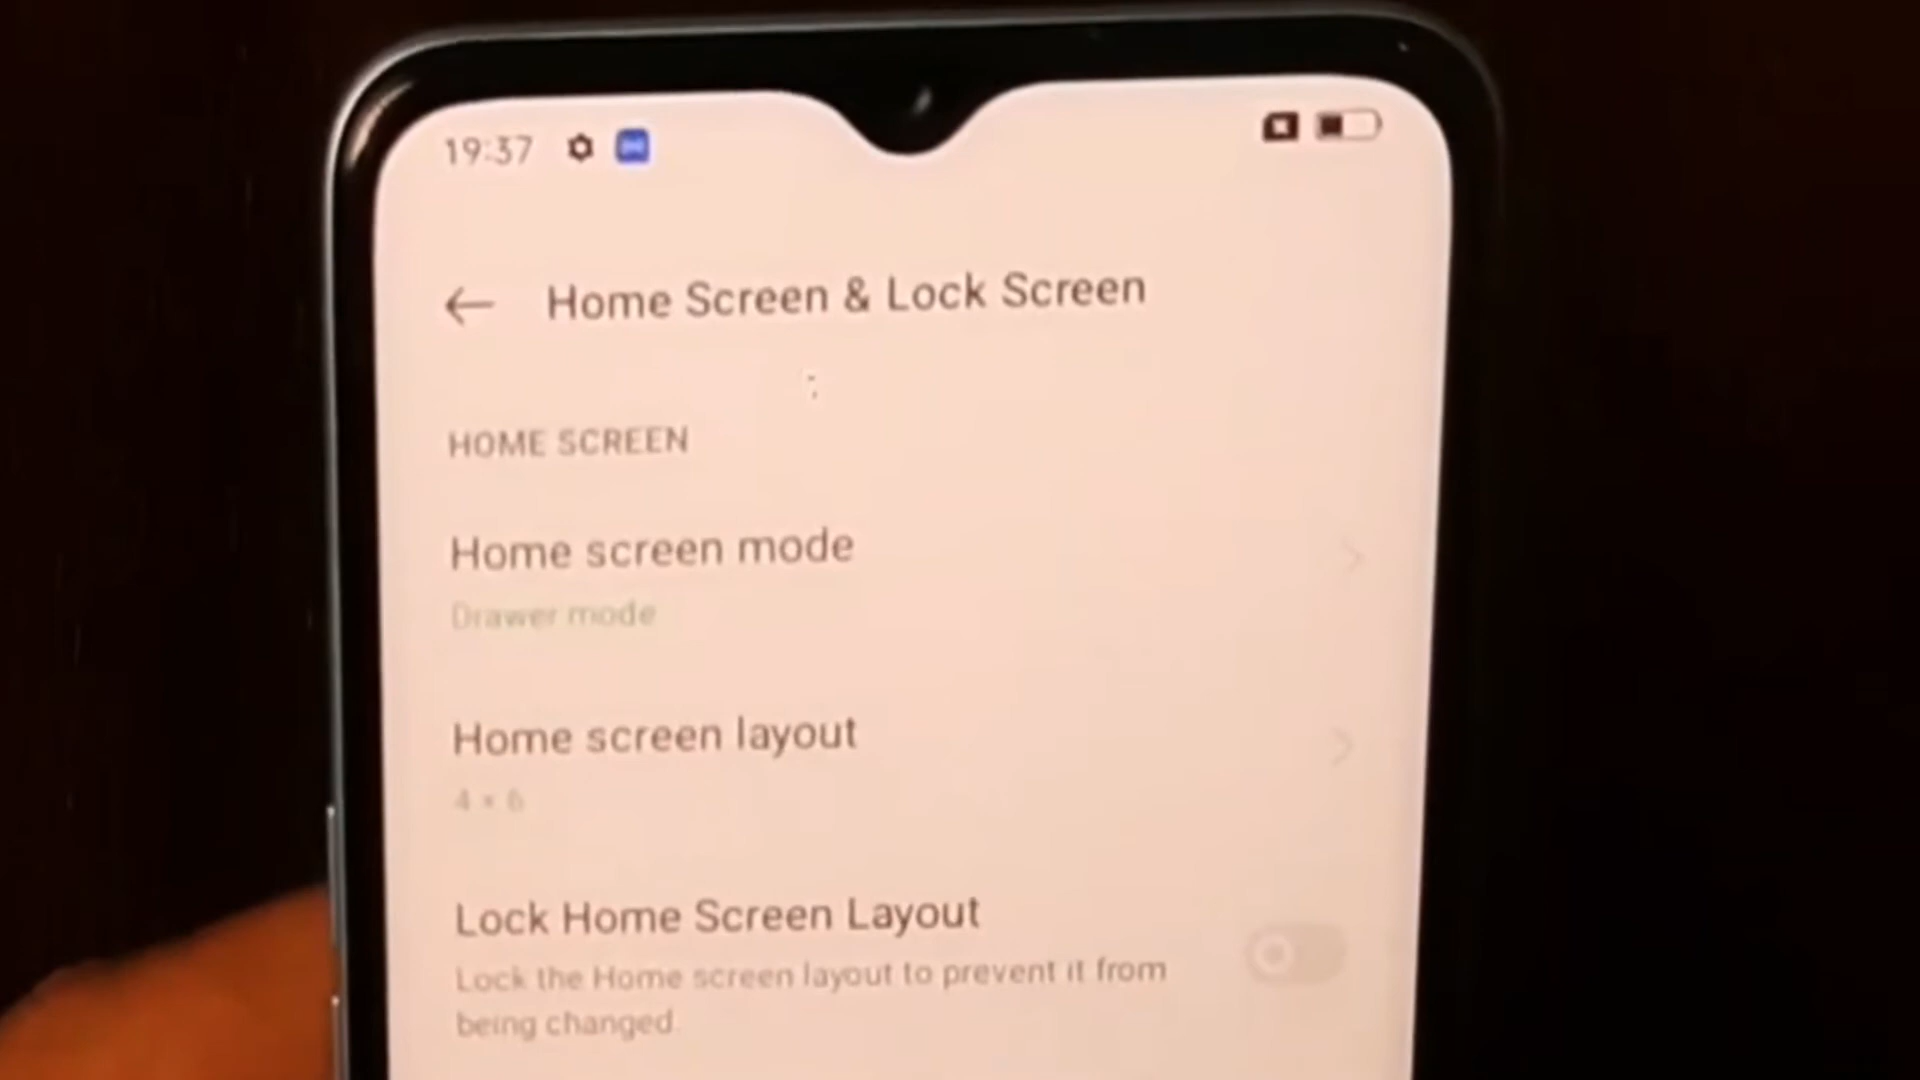 19:37
Home Screen & Lock Screen
HOME SCREEN
Home screen mode
Drawer mode
Home screen layout
4 × 6
Lock Home Screen Layout
Lock the Home screen layout to prevent it from
being changed.